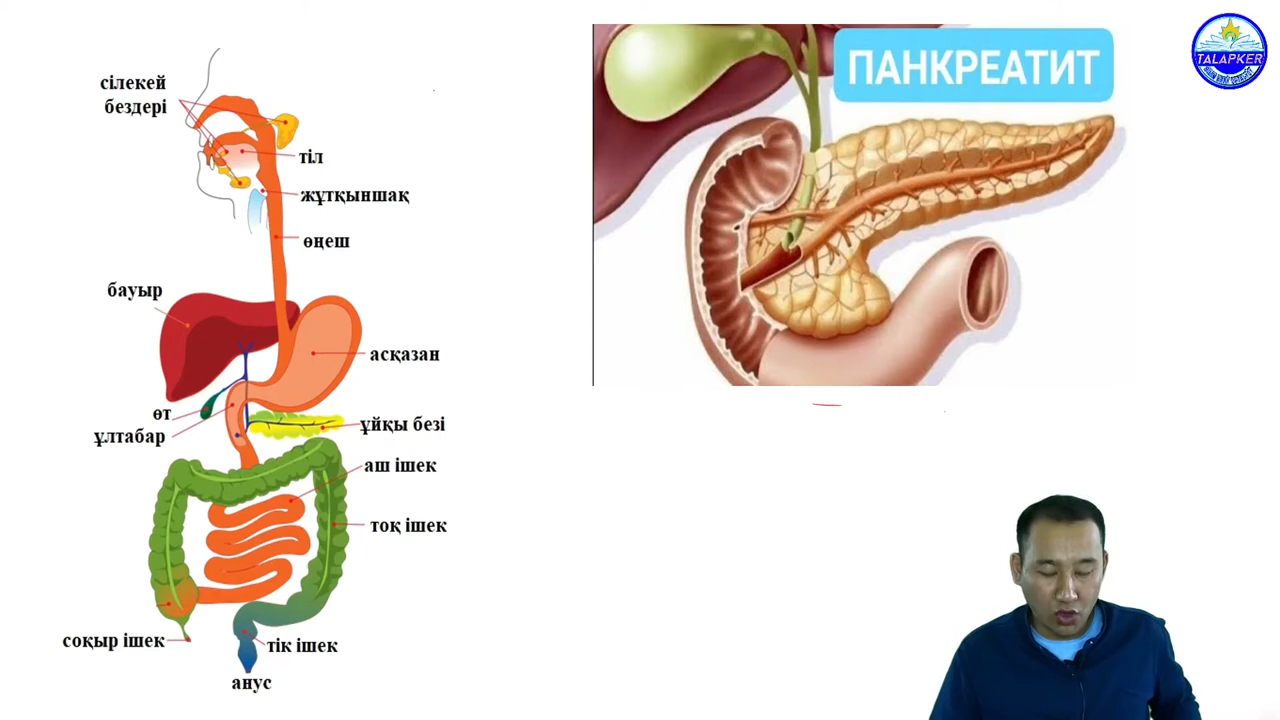 сілекей
бездері
тіл
жұтқыншақ
өңеш
бауыр
асқазан
өт
ұлтабар
ұйқы безі
аш ішек
тоқ ішек
соқыр ішек
тік ішек
анус
ПАНКРЕАТИТ
TALAPKER